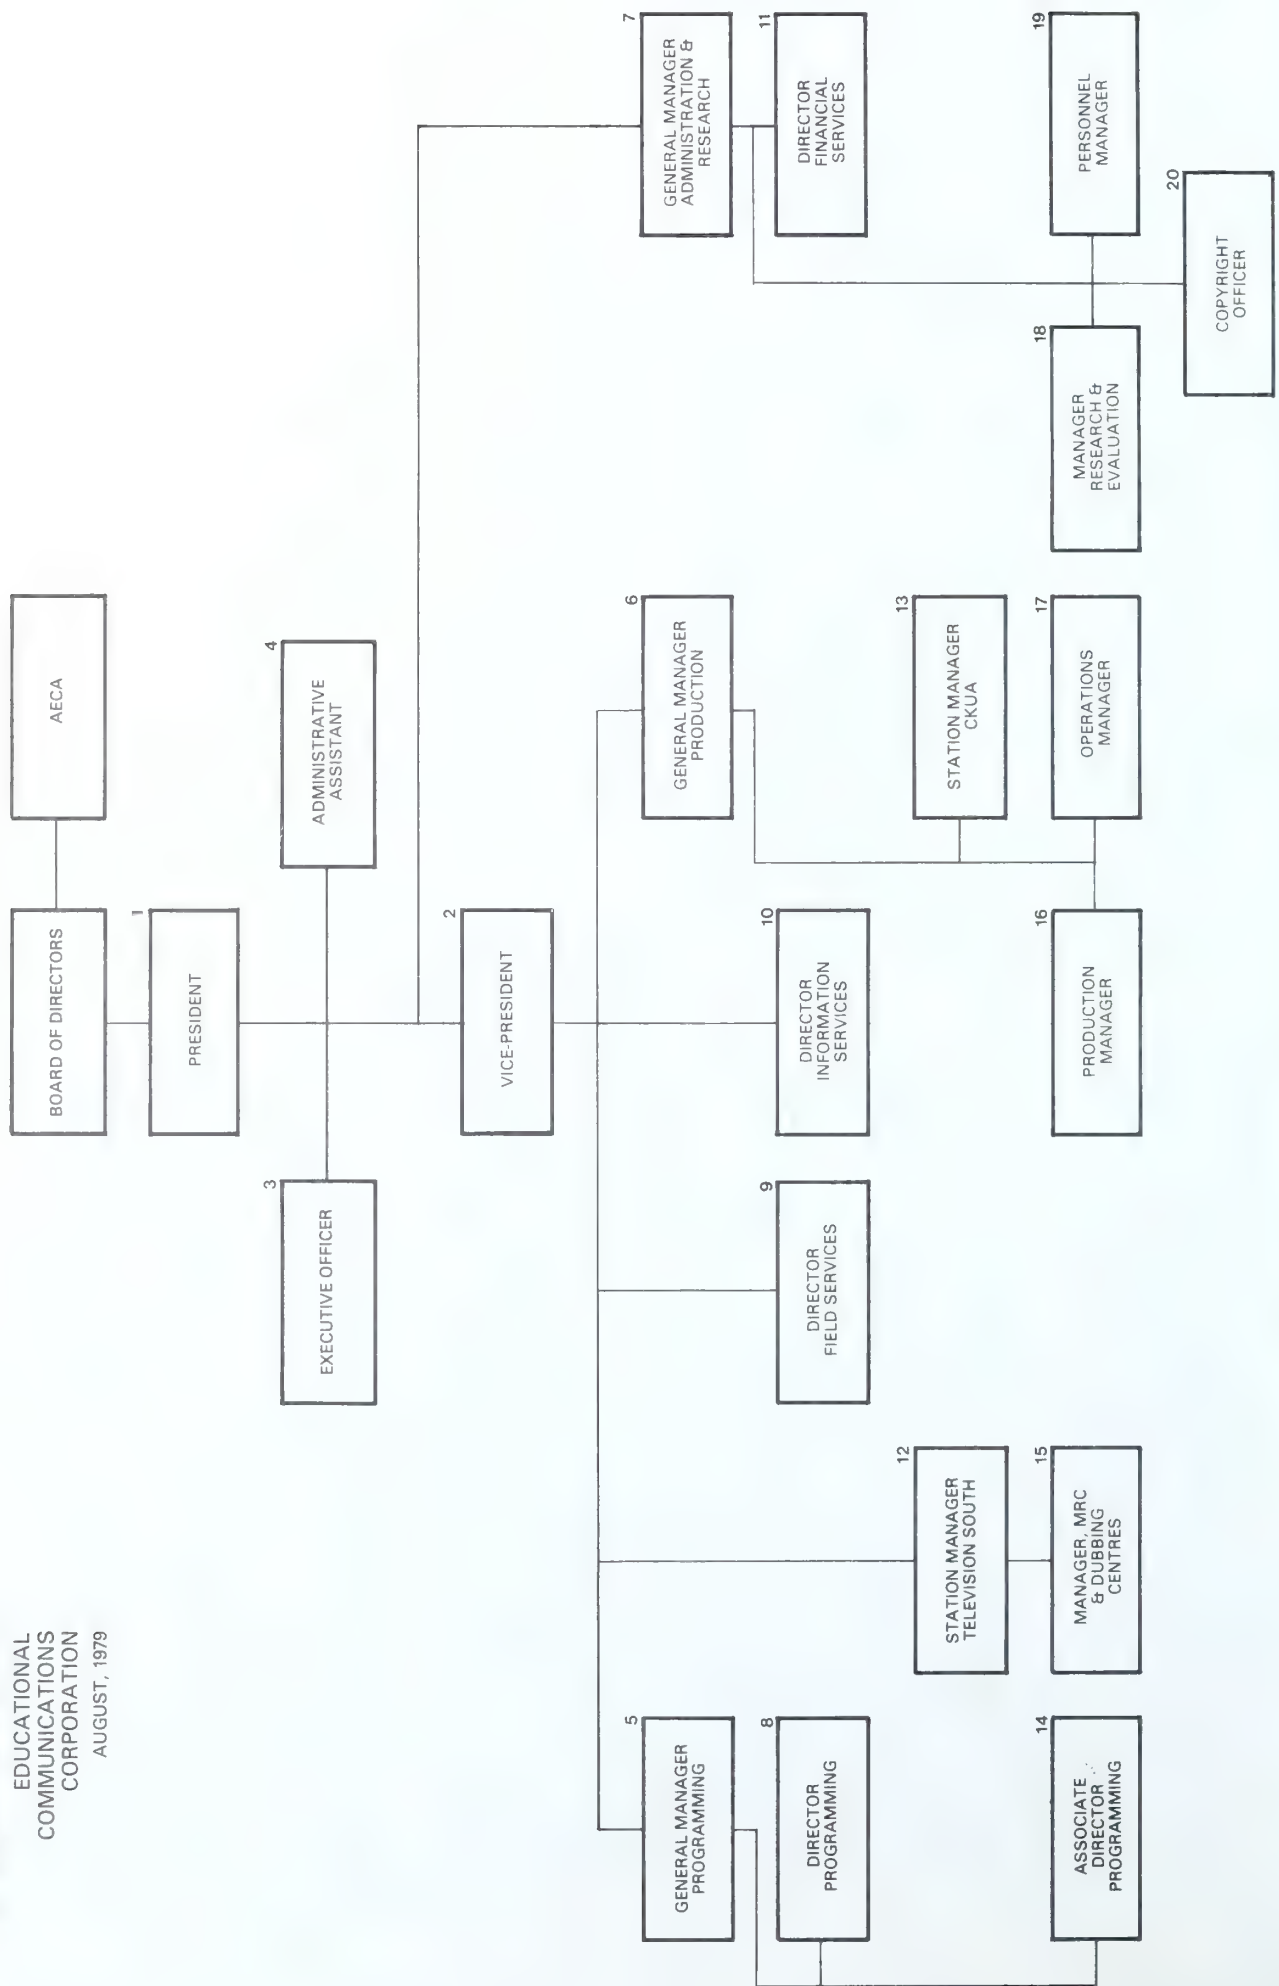 EDUCATIONAL
COMMUNICATIONS
CORPORATION
AUGUST, 1979
BOARD OF DIRECTORS
AECA
1
PRESIDENT
3
EXECUTIVE OFFICER
4
ADMINISTRATIVE
ASSISTANT
2
VICE-PRESIDENT
5
GENERAL MANAGER
PROGRAMMING
6
GENERAL MANAGER
PRODUCTION
7
GENERAL MANAGER
ADMINISTRATION &
RESEARCH
8
DIRECTOR
PROGRAMMING
9
DIRECTOR
FIELD SERVICES
10
DIRECTOR
INFORMATION
SERVICES
11
DIRECTOR
FINANCIAL
SERVICES
12
STATION MANAGER
TELEVISION SOUTH
13
STATION MANAGER
CKUA
14
ASSOCIATE
DIRECTOR
PROGRAMMING
15
MANAGER, MRC
& DUBBING
CENTRES
16
PRODUCTION
MANAGER
17
OPERATIONS
MANAGER
18
MANAGER
RESEARCH &
EVALUATION
19
PERSONNEL
MANAGER
20
COPYRIGHT
OFFICER